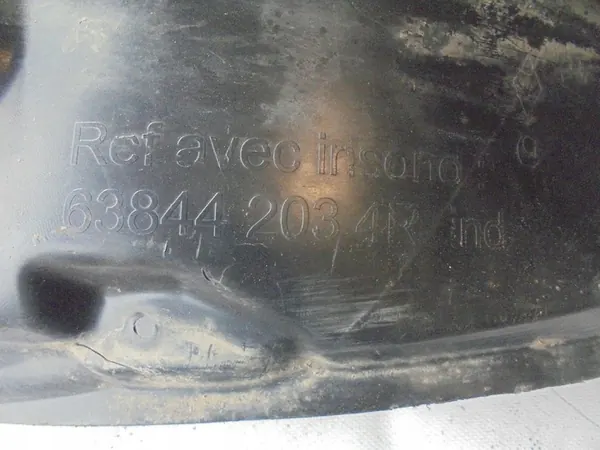 Ref avec insono :
63844 203 4R ind